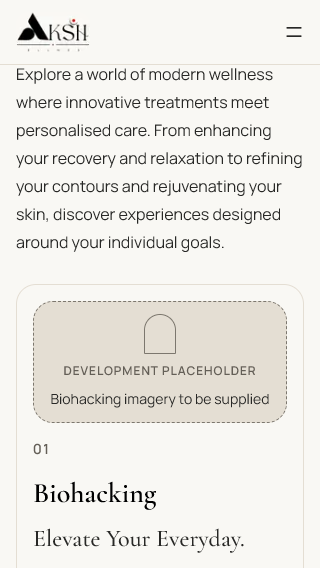 AKSH
Explore a world of modern wellness
where innovative treatments meet
personalised care. From enhancing
your recovery and relaxation to refining
your contours and rejuvenating your
skin, discover experiences designed
around your individual goals.
DEVELOPMENT PLACEHOLDER
Biohacking imagery to be supplied
01
Biohacking
Elevate Your Everyday.